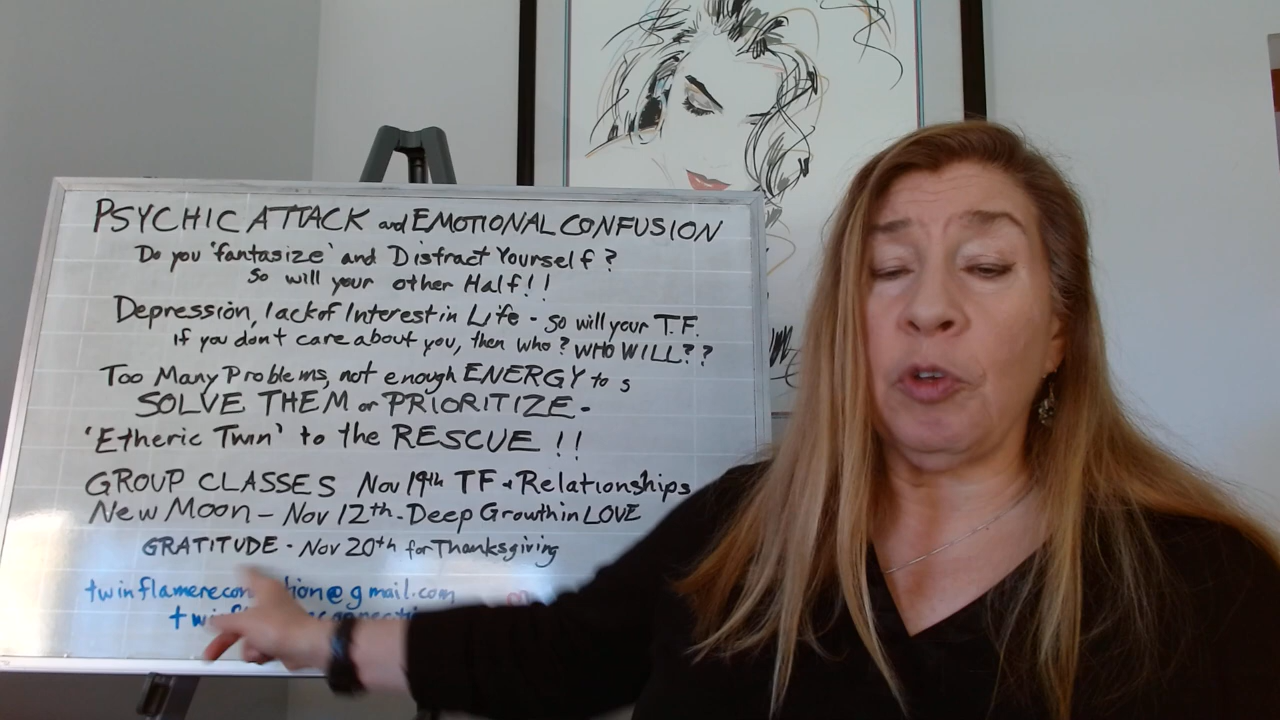 PSYCHIC ATTACK and EMOTIONAL CONFUSION
Do you 'fantasize' and Distract Yourself?
So will your other Half!!
Depression, lack of Interest in Life - so will your T.F.
if you don't care about you, then who? WHO WILL??
Too Many Problems, not enough ENERGY to s
SOLVE THEM or PRIORITIZE -
'Etheric Twin' to the RESCUE!!
GROUP CLASSES Nov 19th TF + Relationships
New Moon - Nov 12th - Deep Growth in LOVE
GRATITUDE - Nov 20th for Thanksgiving
@gmail.com